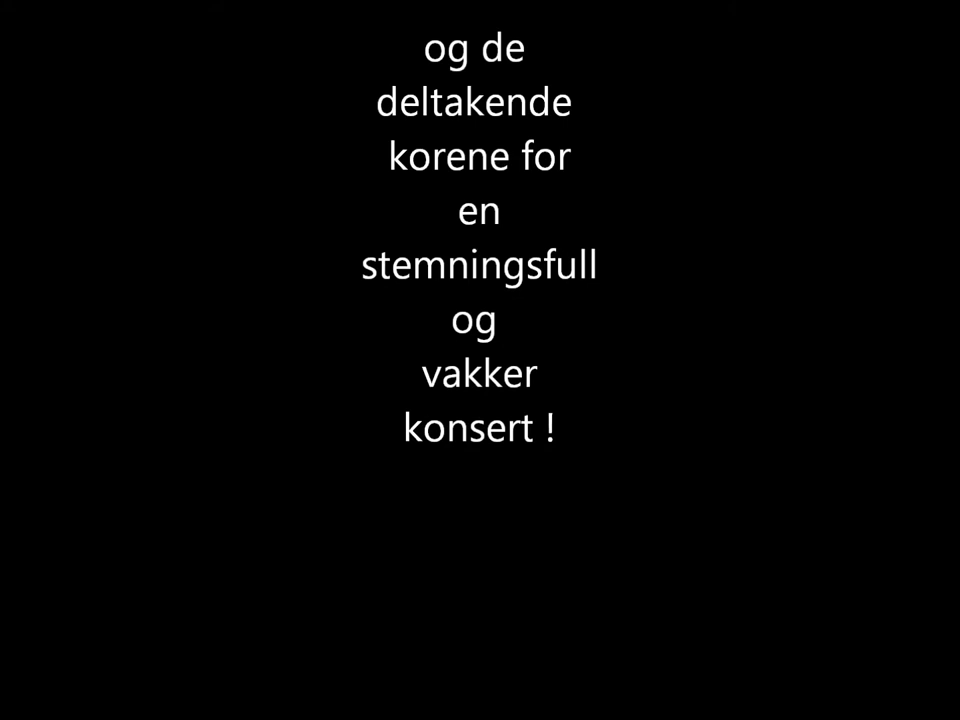 og de
deltakende
korene for
en
stemningsfull
og
vakker
konsert !